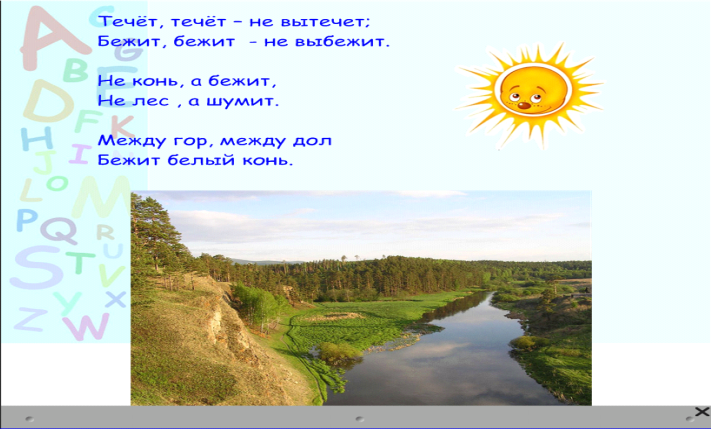 Течёт, течёт – не вытечет;
Бежит, бежит - не выбежит.
Не конь, а бежит,
Не лес , а шумит.
Между гор, между дол
Бежит белый конь.
A
C
G
B
E
D
F
H
K
J
I
L
O
M
P
Q
R
S
T
U
V
Y
X
Z
W